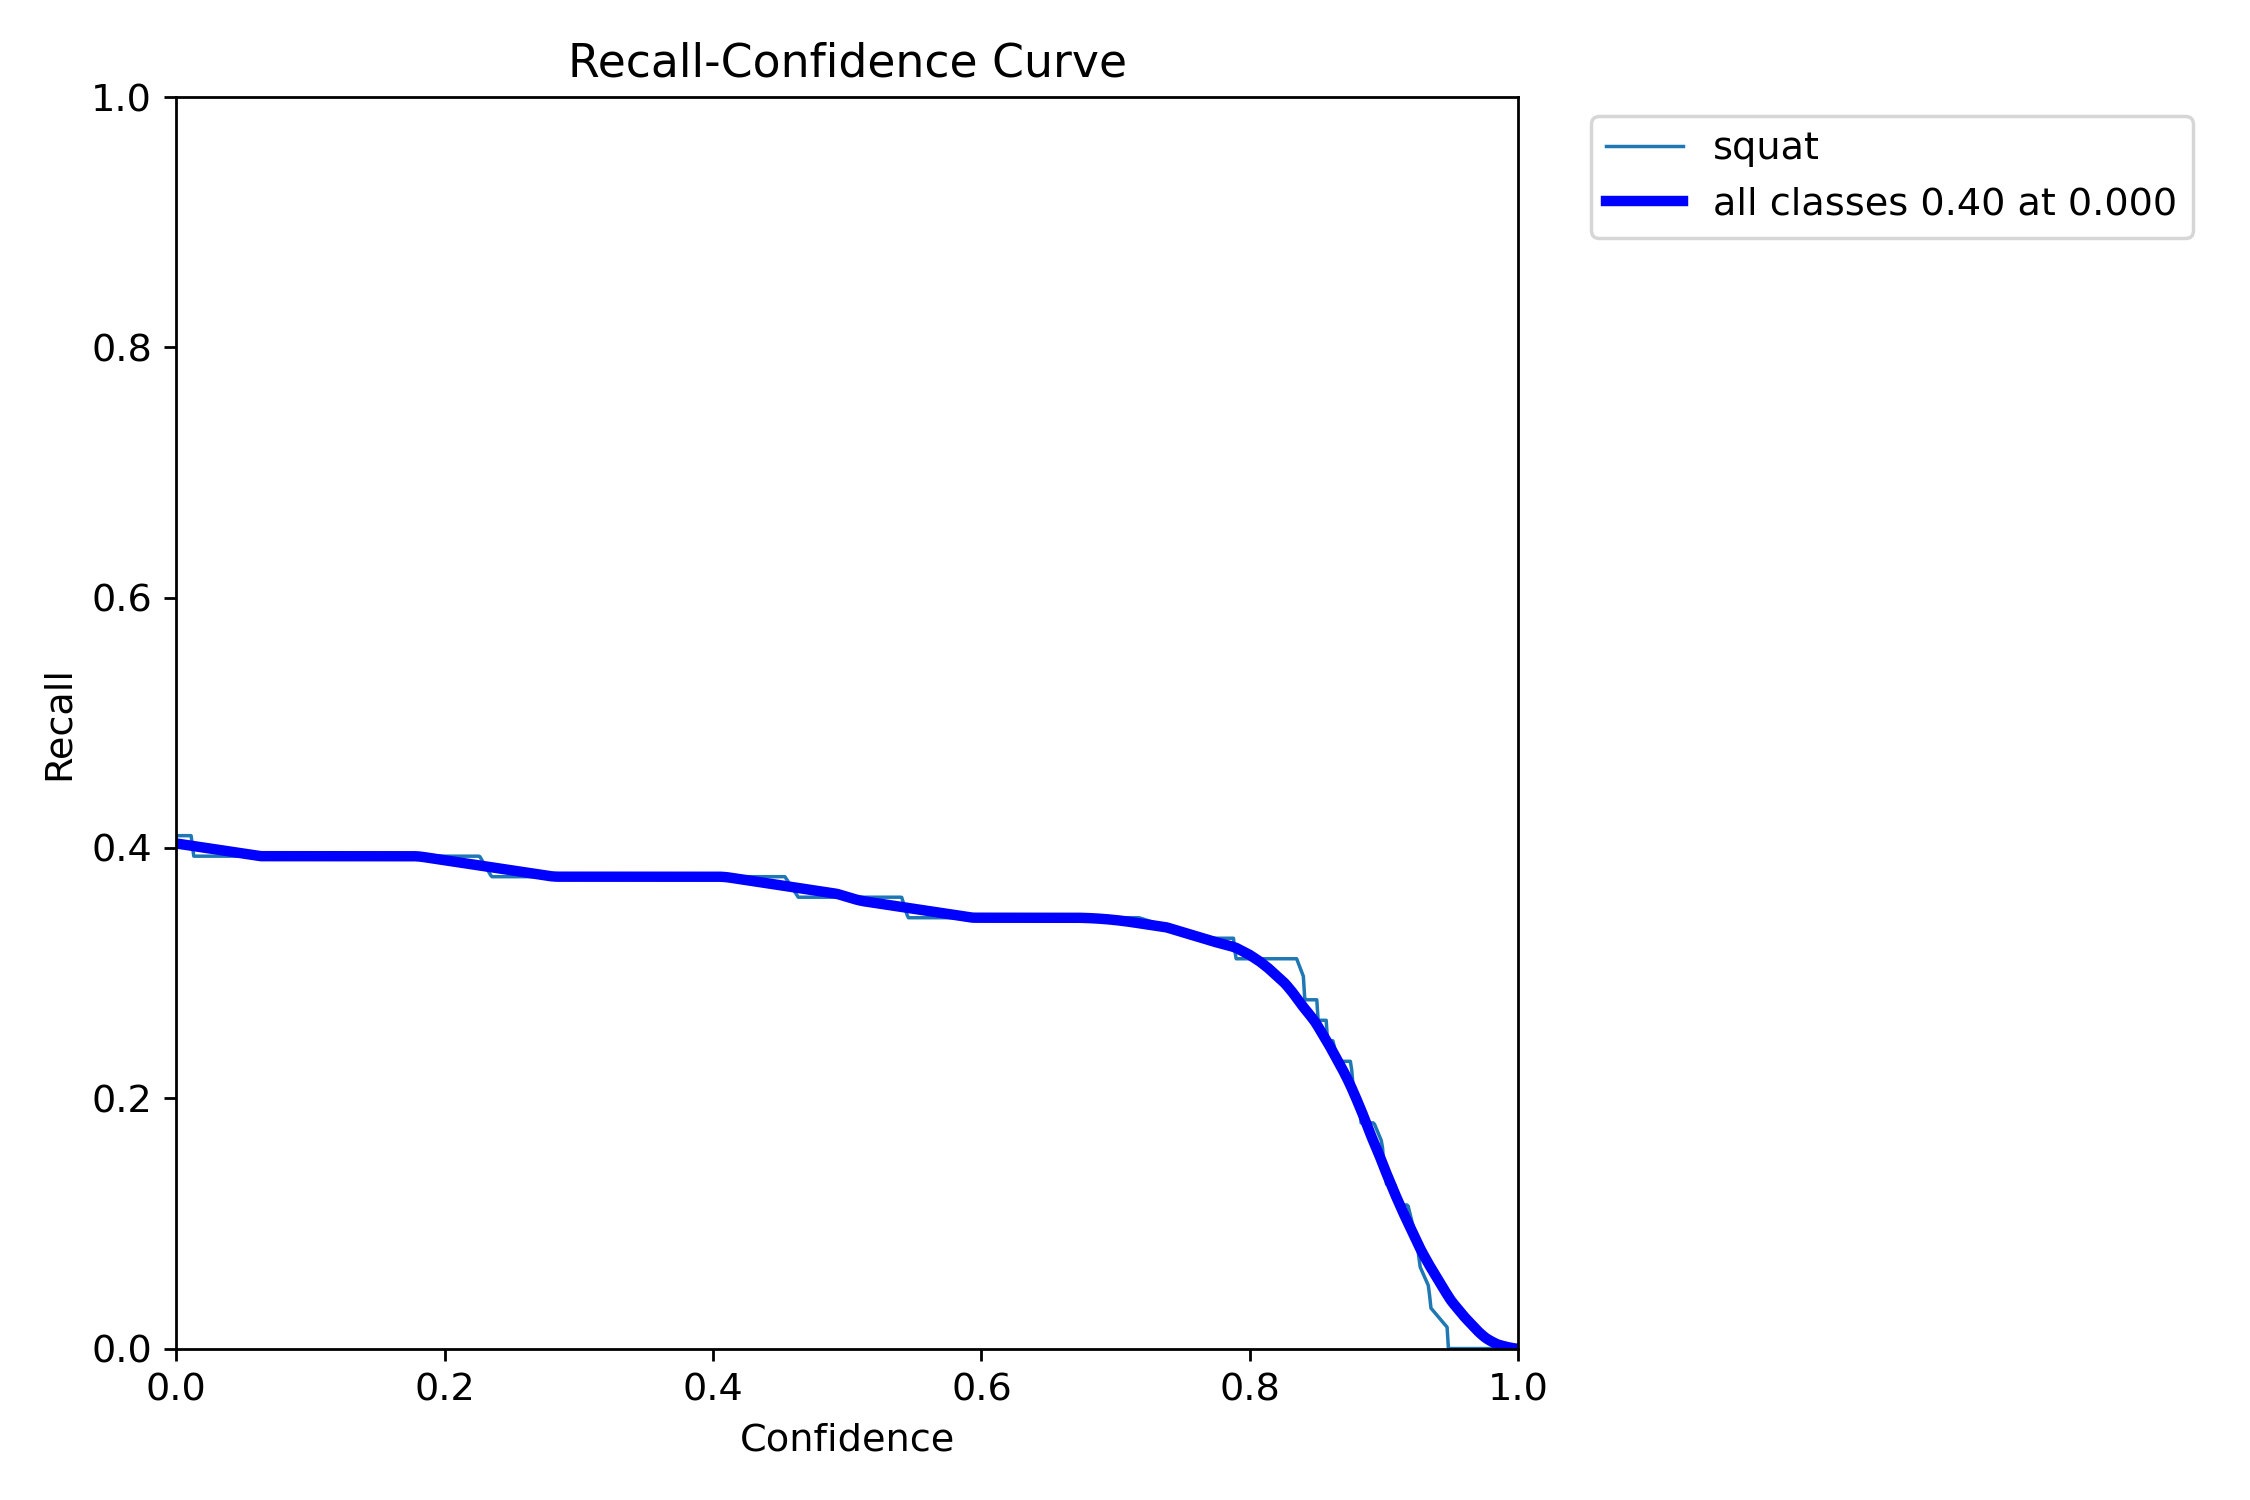 Recall-Confidence Curve
squat
all classes 0.40 at 0.000
1.0
0.8
0.6
0.4
0.2
0.0
Recall
0.0 0.2 0.4 0.6 0.8 1.0
Confidence